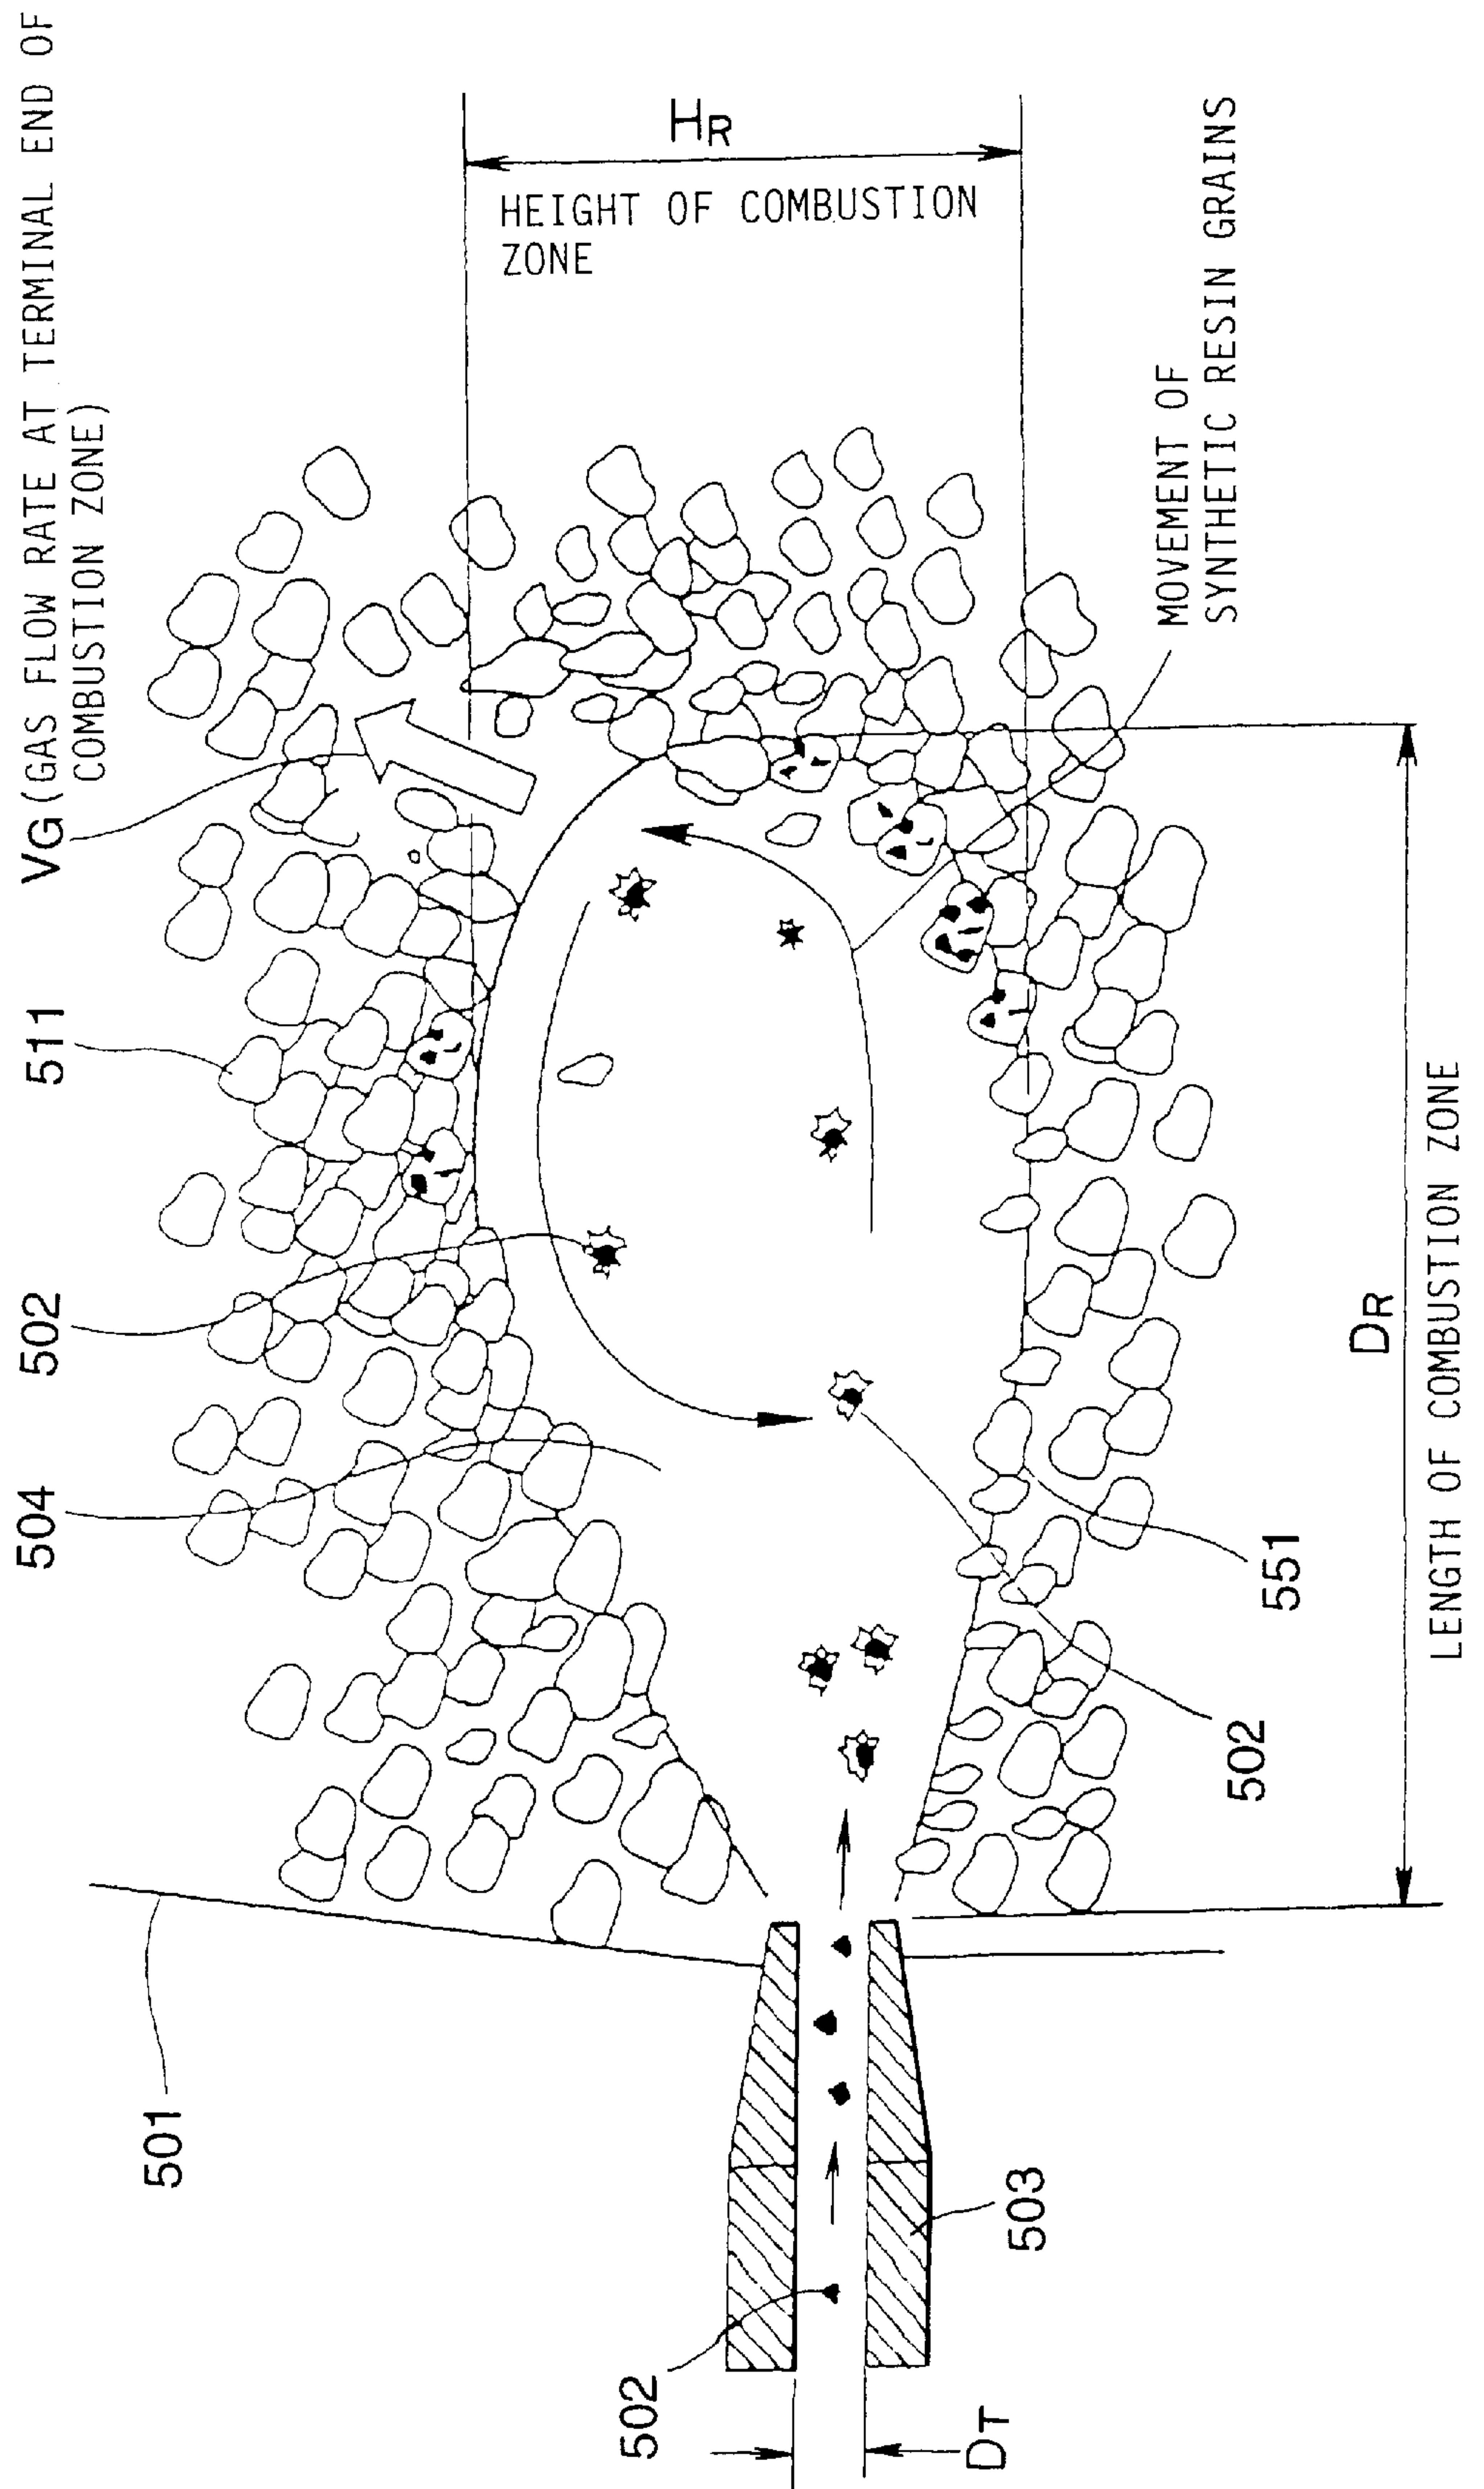 VG (GAS FLOW RATE AT TERMINAL END OF
COMBUSTION ZONE)
HR
HEIGHT OF COMBUSTION
ZONE
MOVEMENT OF
SYNTHETIC RESIN GRAINS
511
502
504
501
502
DT
503
502
551
DR
LENGTH OF COMBUSTION ZONE